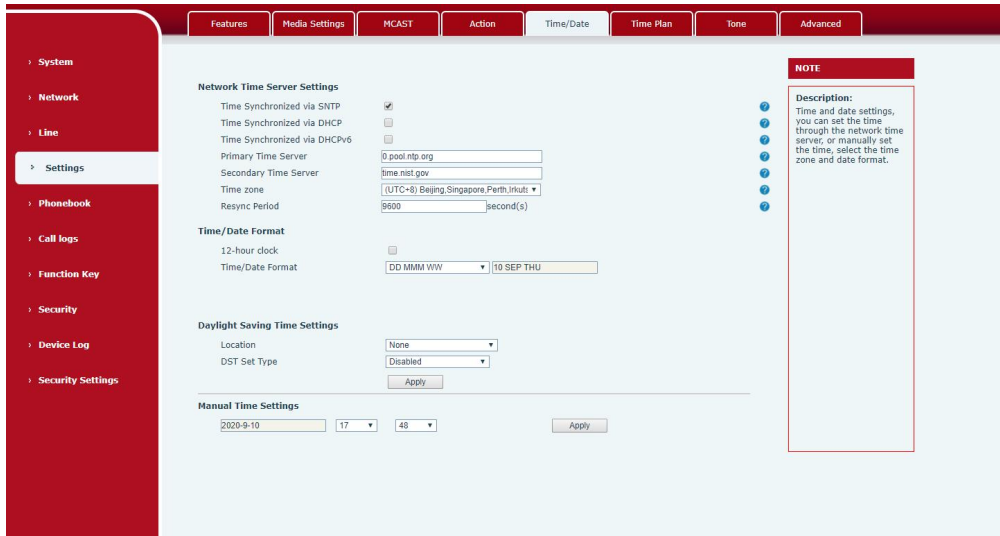 Features Media Settings MCAST Action Time/Date Time Plan Tone Advanced
› System
› Network
› Line
› Settings
› Phonebook
› Call logs
› Function Key
› Security
› Device Log
› Security Settings
Network Time Server Settings
Time Synchronized via SNTP
Time Synchronized via DHCP
Time Synchronized via DHCPv6
Primary Time Server 0.pool.ntp.org
Secondary Time Server time.nist.gov
Time zone (UTC+8) Beijing,Singapore,Perth,Irkuts
Resync Period 9600 second(s)
Time/Date Format
12-hour clock
Time/Date Format DD MMM WW 10 SEP THU
Daylight Saving Time Settings
Location None
DST Set Type Disabled
Apply
Manual Time Settings
2020-9-10 17 48 Apply
NOTE
Description:
Time and date settings,
you can set the time
through the network time
server, or manually set
the time, select the time
zone and date format.